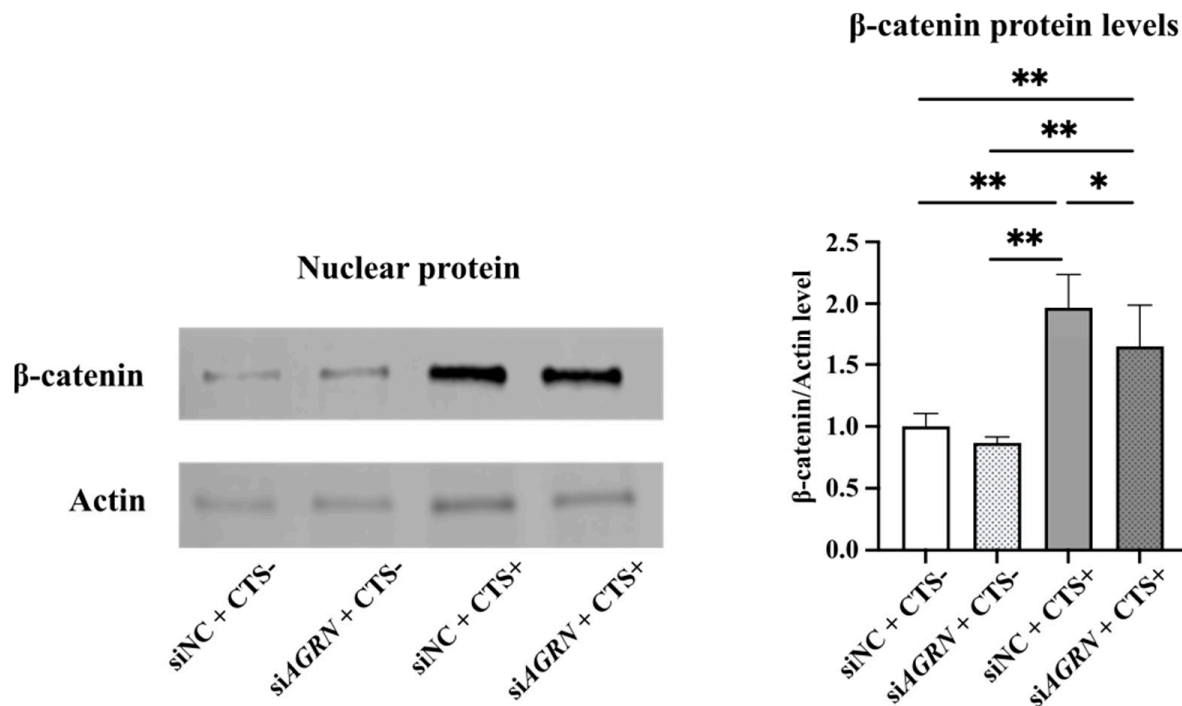 Nuclear protein
β-catenin
Actin
siNC + CTS-
siAGRN + CTS-
siNC + CTS+
siAGRN + CTS+
β-catenin protein levels
**
**
** *
**
β-catenin/Actin level
2.5
2.0
1.5
1.0
0.5
0.0
siNC + CTS-
siAGRN + CTS-
siNC + CTS+
siAGRN + CTS+